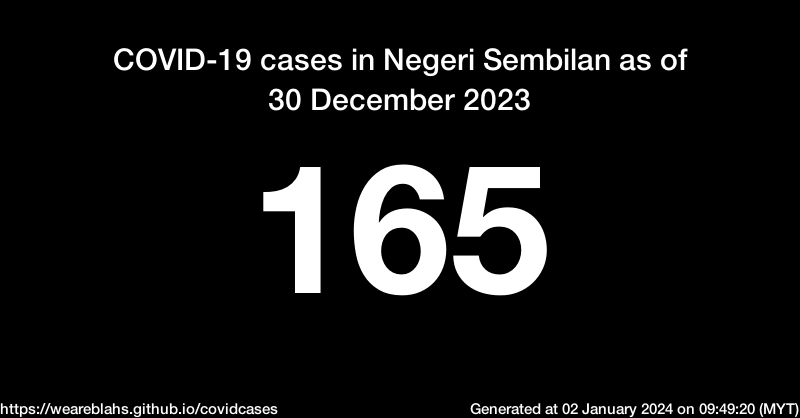 COVID-19 cases in Negeri Sembilan as of
30 December 2023
165
https://weareblahs.github.io/covidcases
Generated at 02 January 2024 on 09:49:20 (MYT)